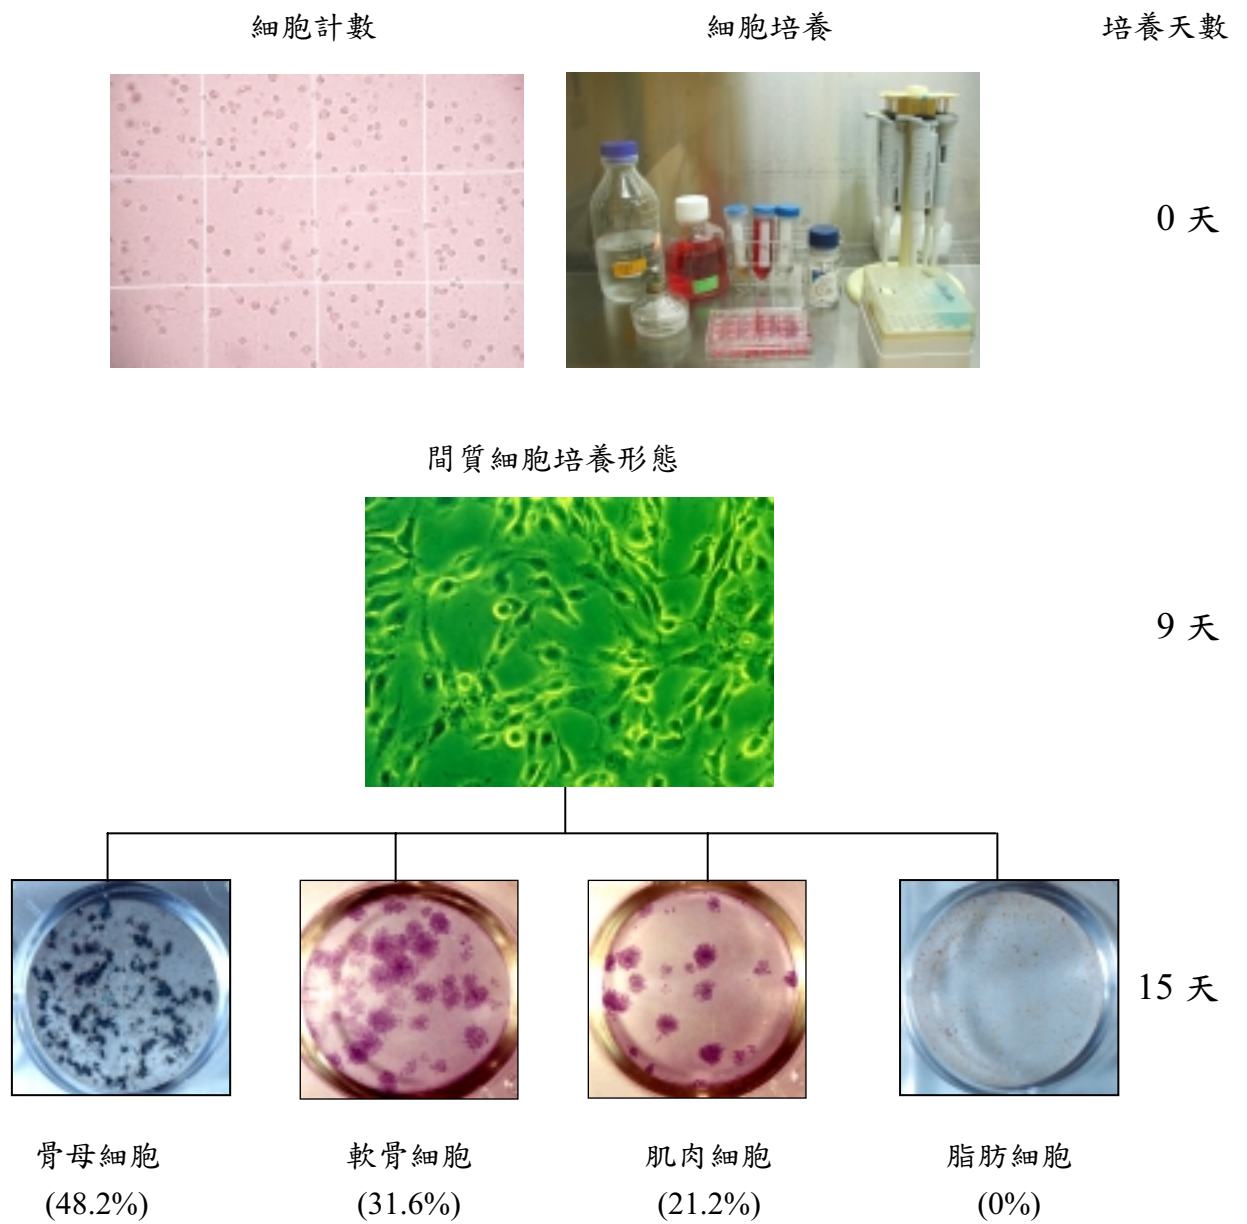 細胞計數 細胞培養 培養天數
0 天
間質細胞培養形態
9 天
15 天
骨母細胞 軟骨細胞 肌肉細胞 脂肪細胞
(48.2%) (31.6%) (21.2%) (0%)